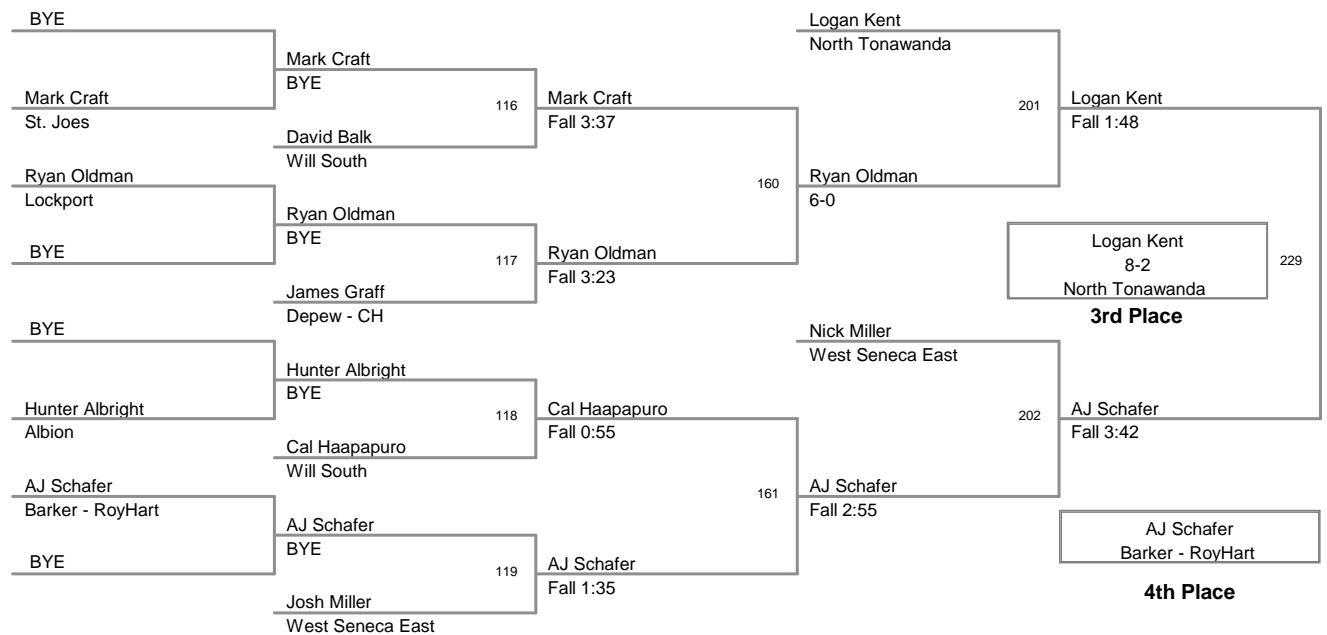 BYE
Mark Craft
St. Joes
Ryan Oldman
Lockport
BYE
BYE
Hunter Albright
Albion
AJ Schafer
Barker - RoyHart
BYE
Mark Craft
BYE
116
David Balk
Will South
Ryan Oldman
BYE
117
James Graff
Depew - CH
Hunter Albright
BYE
118
Cal Haapapuro
Will South
AJ Schafer
BYE
119
Josh Miller
West Seneca East
Mark Craft
Fall 3:37
160
Ryan Oldman
Fall 3:23
Cal Haapapuro
Fall 0:55
161
AJ Schafer
Fall 1:35
Logan Kent
North Tonawanda
201
Ryan Oldman
6-0
Nick Miller
West Seneca East
202
AJ Schafer
Fall 2:55
Logan Kent
Fall 1:48
Logan Kent
8-2
North Tonawanda
229
3rd Place
AJ Schafer
Fall 3:42
AJ Schafer
Barker - RoyHart
4th Place